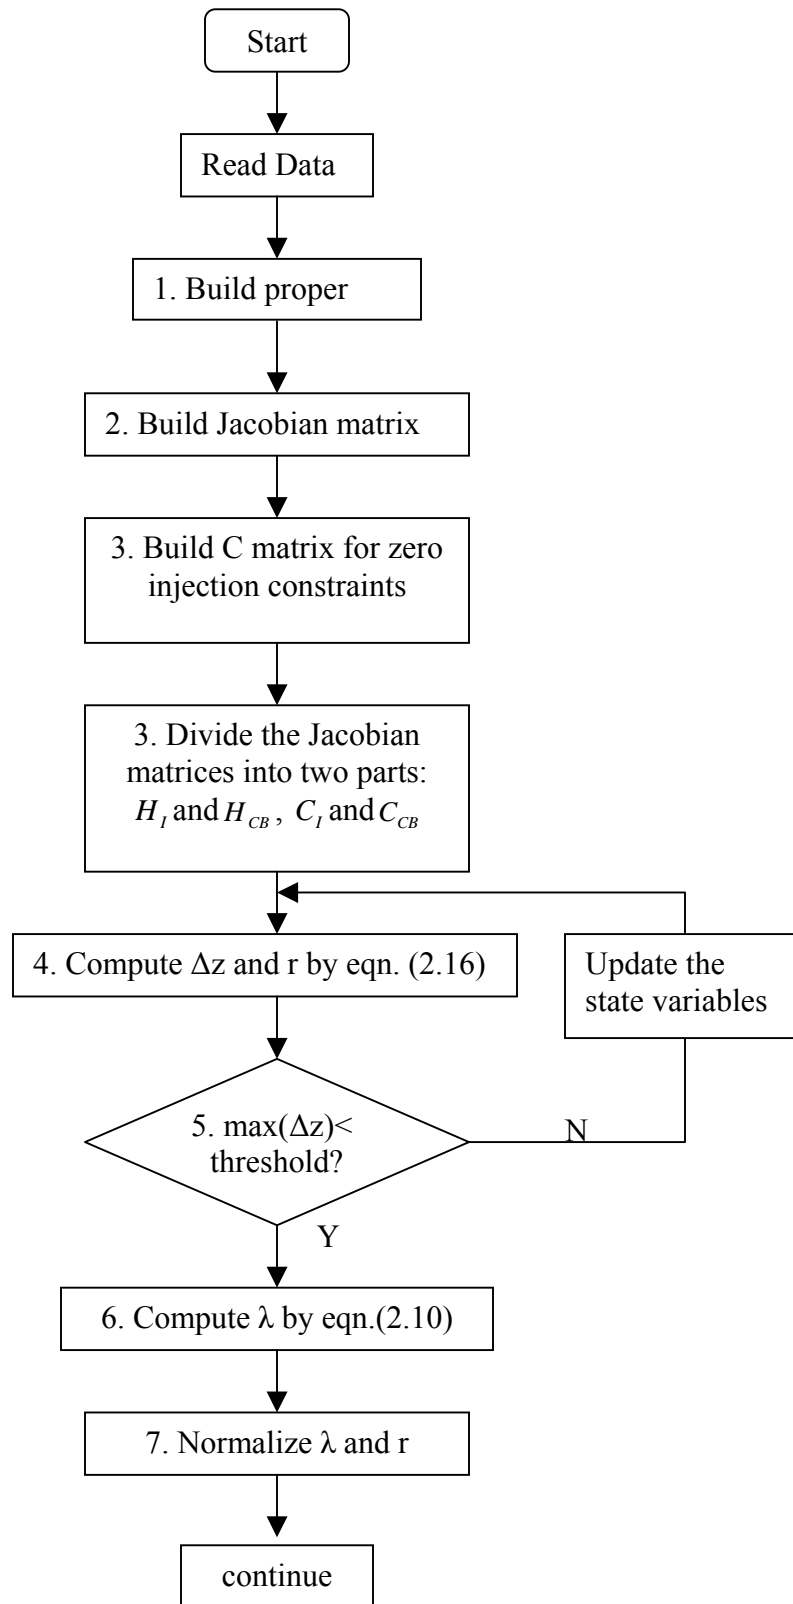 Start
Read Data
1. Build proper
2. Build Jacobian matrix
3. Build C matrix for zero
injection constraints
3. Divide the Jacobian
matrices into two parts:
H_I and H_CB , C_I and C_CB
4. Compute Δz and r by eqn. (2.16)
Update the
state variables
5. max(Δz)<
threshold?
N
Y
6. Compute λ by eqn.(2.10)
7. Normalize λ and r
continue